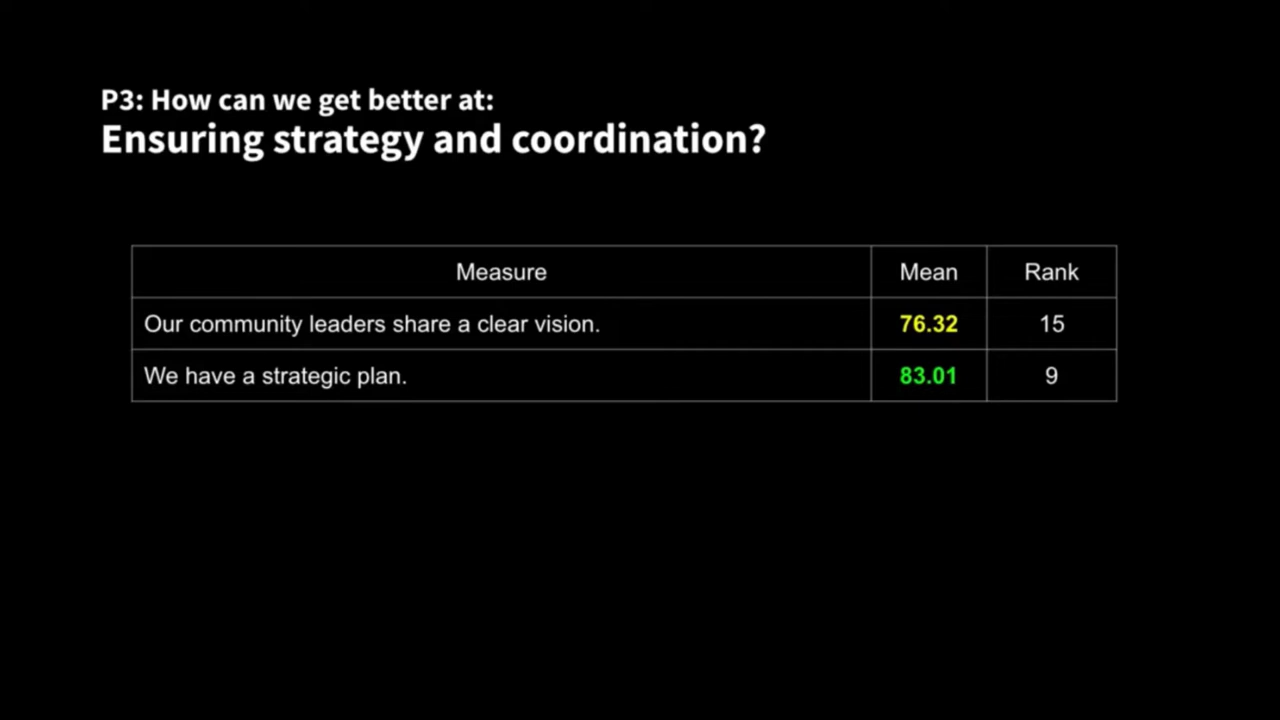 P3: How can we get better at:
Ensuring strategy and coordination?
Measure Mean Rank
Our community leaders share a clear vision. 76.32 15
We have a strategic plan. 83.01 9